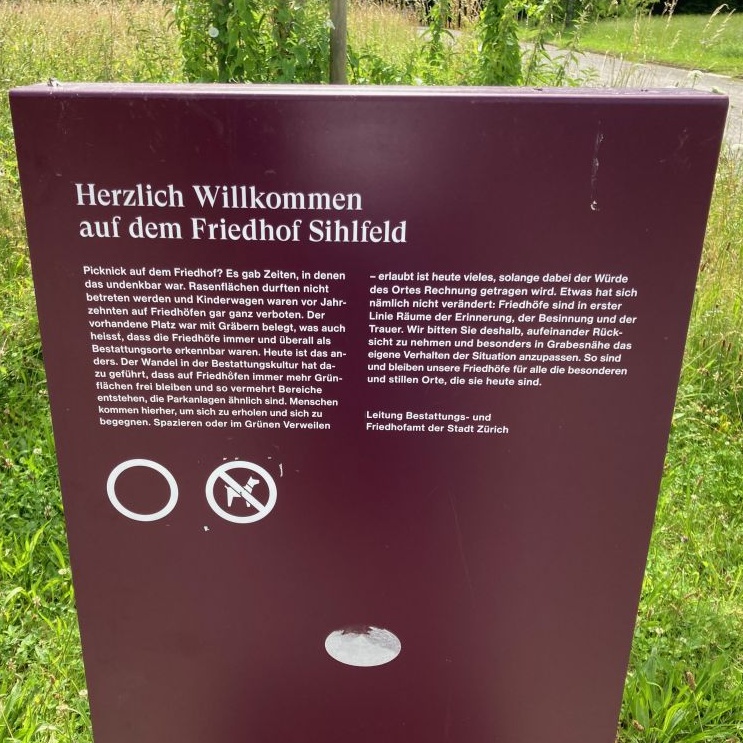 Herzlich Willkommen
auf dem Friedhof Sihlfeld
Picknick auf dem Friedhof? Es gab Zeiten, in denen
das undenkbar war. Rasenflächen durften nicht
betreten werden und Kinderwagen waren vor Jahr-
zehnten auf Friedhöfen gar ganz verboten. Der
vorhandene Platz war mit Gräbern belegt, was auch
heisst, dass die Friedhöfe immer und überall als
Bestattungsorte erkennbar waren. Heute ist das an-
ders. Der Wandel in der Bestattungskultur hat da-
zu geführt, dass auf Friedhöfen immer mehr Grün-
flächen frei bleiben und so vermehrt Bereiche
entstehen, die Parkanlagen ähnlich sind. Menschen
kommen hierher, um sich zu erholen und sich zu
begegnen. Spazieren oder im Grünen Verweilen
– erlaubt ist heute vieles, solange dabei der Würde
des Ortes Rechnung getragen wird. Etwas hat sich
nämlich nicht verändert: Friedhöfe sind in erster
Linie Räume der Erinnerung, der Besinnung und der
Trauer. Wir bitten Sie deshalb, aufeinander Rück-
sicht zu nehmen und besonders in Grabesnähe das
eigene Verhalten der Situation anzupassen. So sind
und bleiben unsere Friedhöfe für alle die besonderen
und stillen Orte, die sie heute sind.
Leitung Bestattungs- und
Friedhofamt der Stadt Zürich